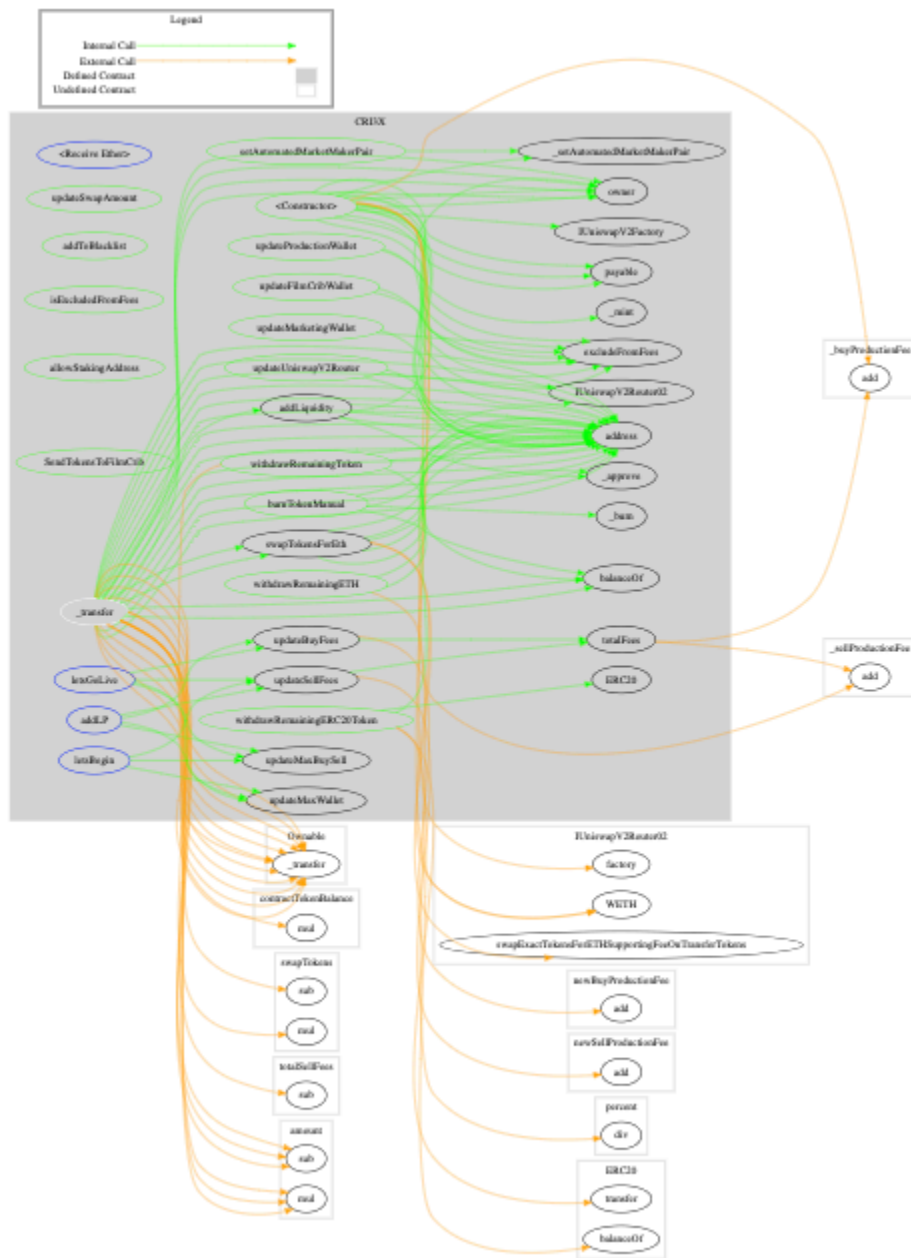 Legend
Internal Call
External Call
Defined Contract
Undefined Contract
CRIJX
<Receive Ether>
updateSwapAmount
addToBlacklist
isExcludedFromFees
allowStakingAddress
SendTokensToFilmCrib
_transfer
letsGoLive
addLP
letsBegin
setAutomatedMarketMakerPair
<Constructor>
updateProductionWallet
updateFilmCribWallet
updateMarketingWallet
updateUniswapV2Router
addLiquidity
withdrawRemainingToken
burnTokenManual
swapTokensForEth
withdrawRemainingETH
updateBuyFees
updateSellFees
withdrawRemainingERC20Token
updateMaxBuySell
updateMaxWallet
_setAutomatedMarketMakerPair
owner
IUniswapV2Factory
payable
_mint
excludeFromFees
IUniswapV2Router02
address
_approve
_burn
balanceOf
totalFees
ERC20
_buyProductionFee
add
_sellProductionFee
add
Ownable
_transfer
contractTokenBalance
mul
swapTokens
sub
mul
totalSellFees
sub
amount
sub
mul
IUniswapV2Router02
factory
WETH
swapExactTokensForETHSupportingFeeOnTransferTokens
newBuyProductionFee
add
newSellProductionFee
add
percent
div
ERC20
transfer
balanceOf